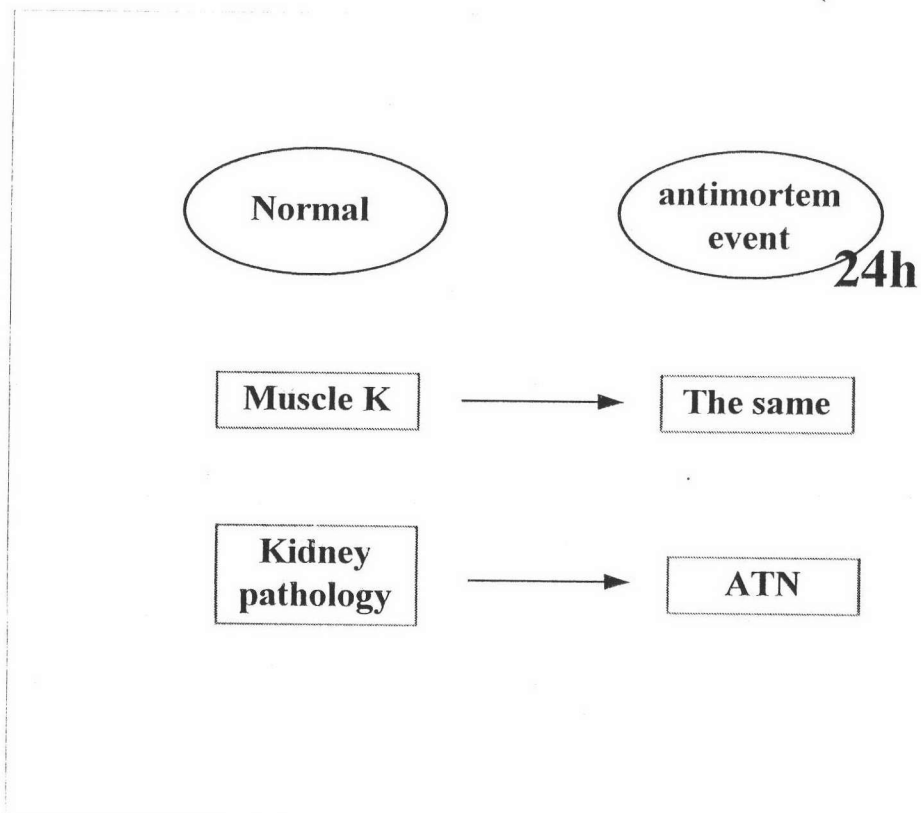 Normal
antimortem
event
24h
Muscle K
The same
Kidney
pathology
ATN